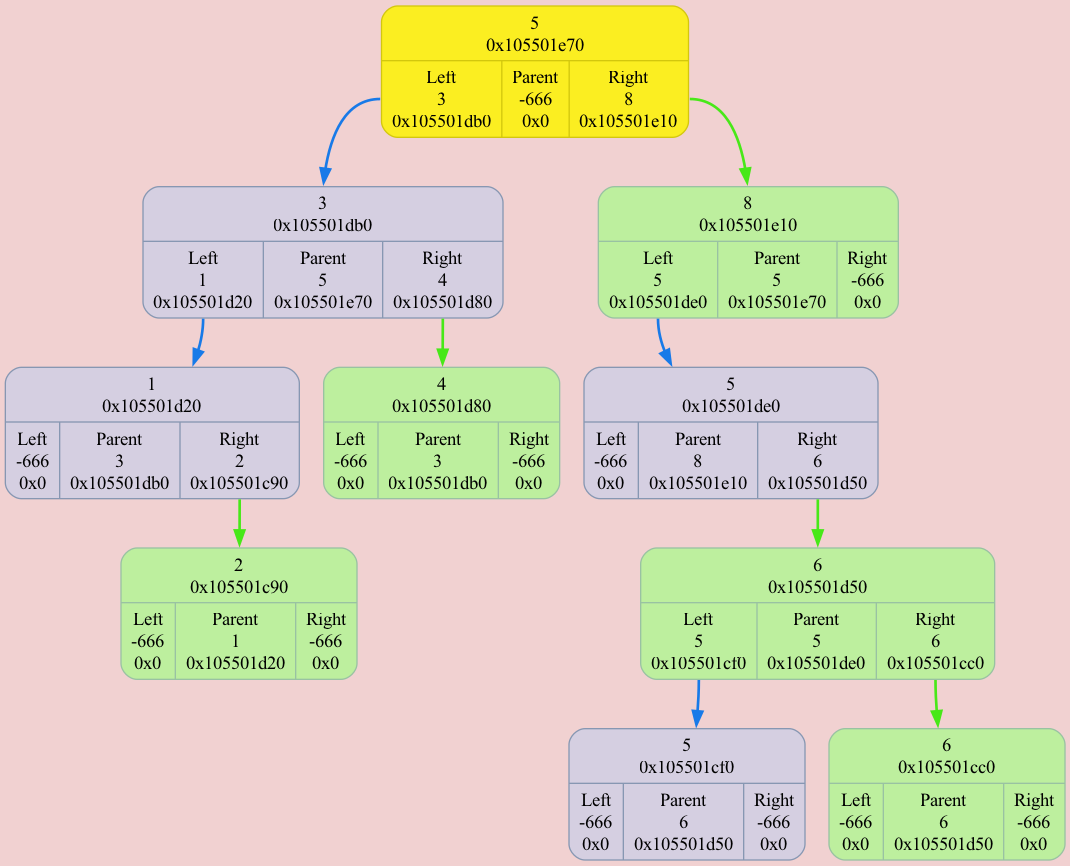 5
0x105501e70
Left Parent Right
3 -666 8
0x105501db0 0x0 0x105501e10
3
0x105501db0
Left Parent Right
1 5 4
0x105501d20 0x105501e70 0x105501d80
8
0x105501e10
Left Parent Right
5 5 -666
0x105501de0 0x105501e70 0x0
1
0x105501d20
Left Parent Right
-666 3 2
0x0 0x105501db0 0x105501c90
4
0x105501d80
Left Parent Right
-666 3 -666
0x0 0x105501db0 0x0
5
0x105501de0
Left Parent Right
-666 8 6
0x0 0x105501e10 0x105501d50
2
0x105501c90
Left Parent Right
-666 1 -666
0x0 0x105501d20 0x0
6
0x105501d50
Left Parent Right
5 5 6
0x105501cf0 0x105501de0 0x105501cc0
5
0x105501cf0
Left Parent Right
-666 6 -666
0x0 0x105501d50 0x0
6
0x105501cc0
Left Parent Right
-666 6 -666
0x0 0x105501d50 0x0